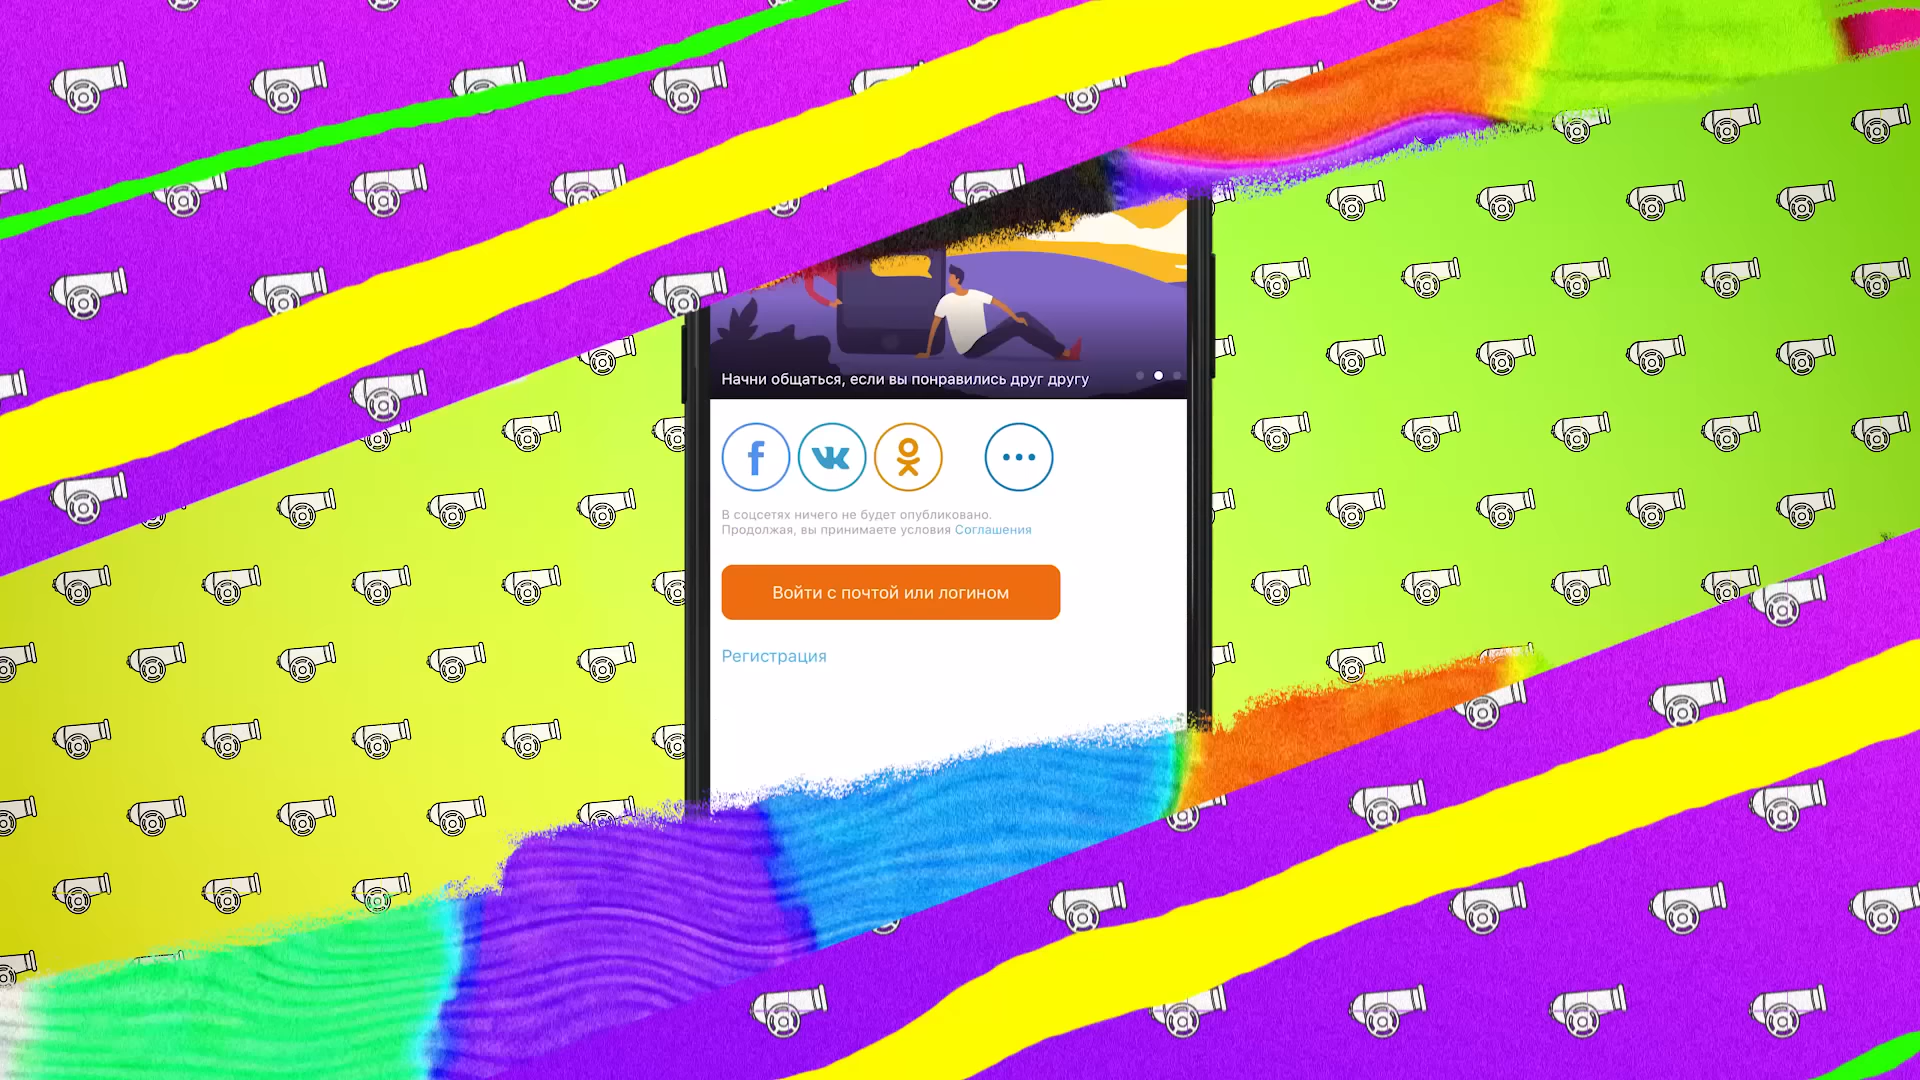 Начни общаться, если вы понравились друг другу
В соцсетях ничего не будет опубликовано.
Продолжая, вы принимаете условия Соглашения
Войти с почтой или логином
Регистрация